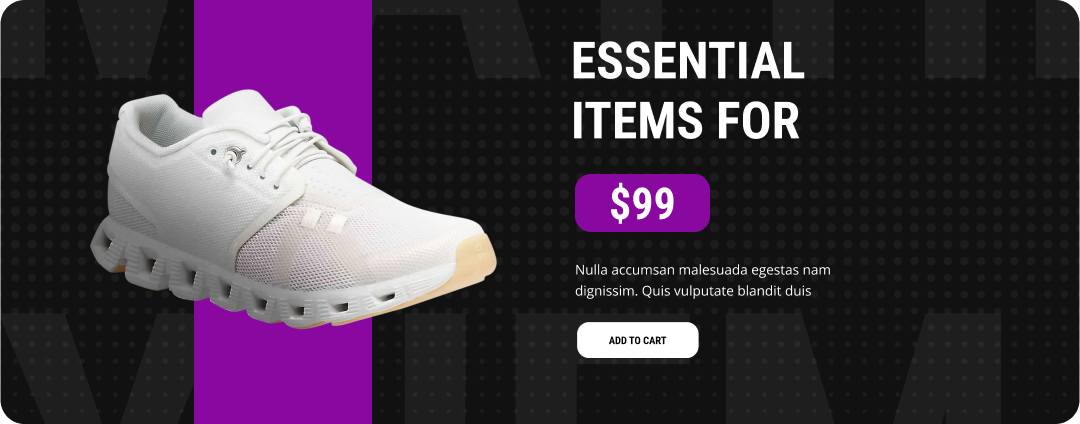 ESSENTIAL
ITEMS FOR
$99
Nulla accumsan malesuada egestas nam
dignissim. Quis vulputate blandit duis
ADD TO CART